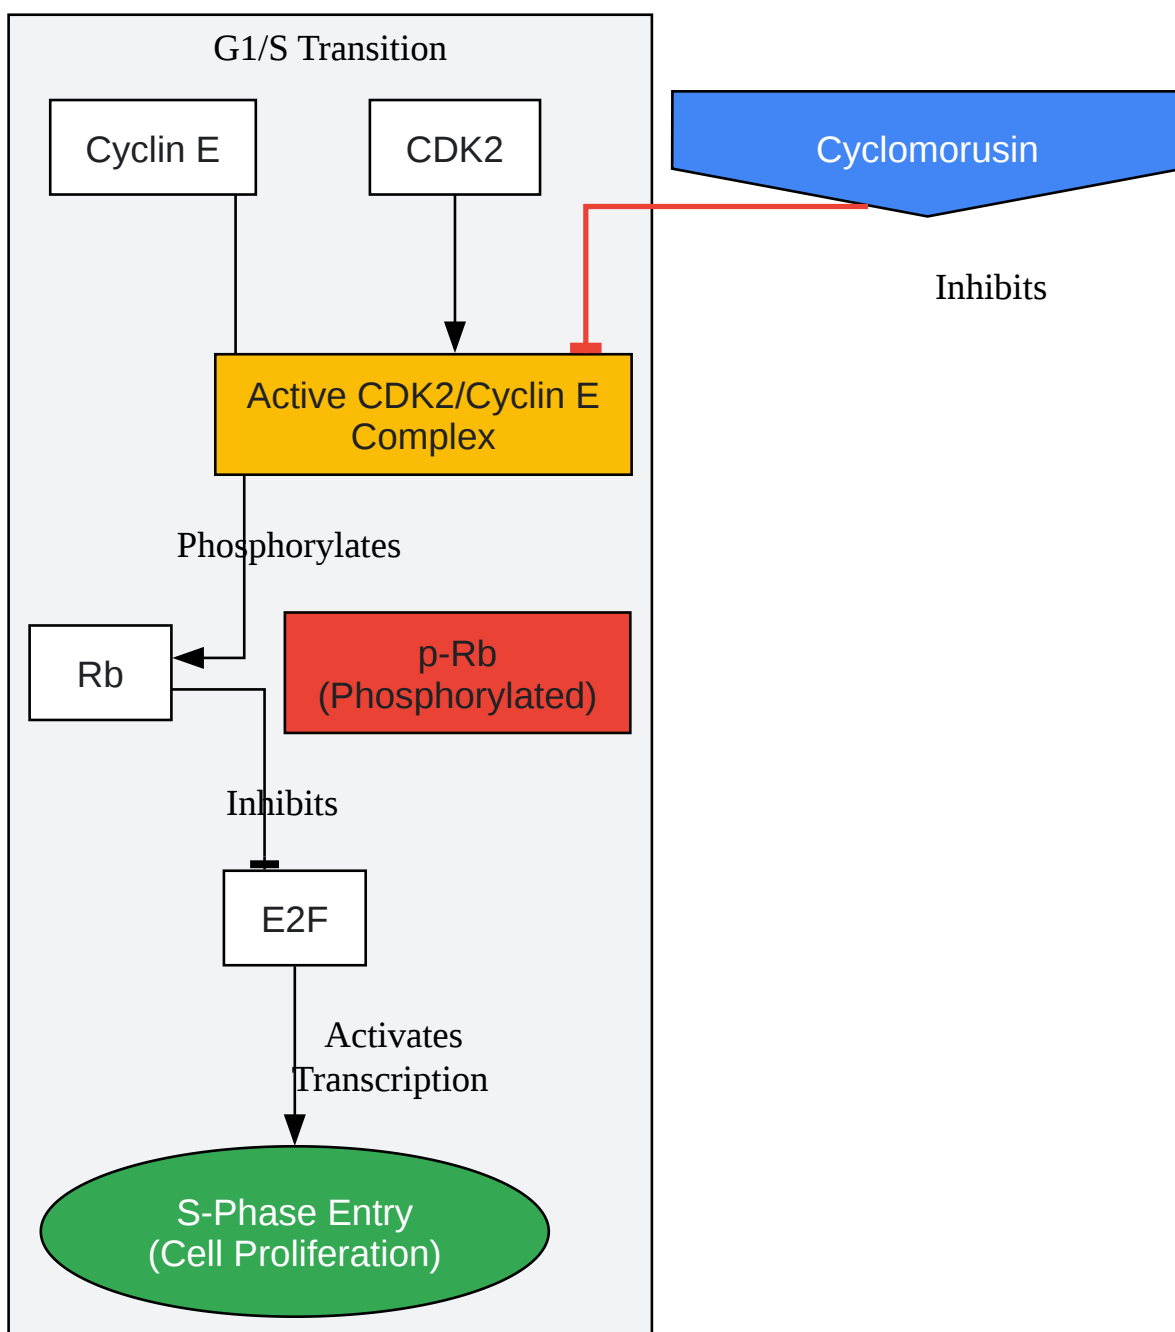 G1/S Transition
Cyclin E
CDK2
Cyclomorusin
Inhibits
Active CDK2/Cyclin E
Complex
Phosphorylates
Rb
p-Rb
(Phosphorylated)
Inhibits
E2F
Activates
Transcription
S-Phase Entry
(Cell Proliferation)